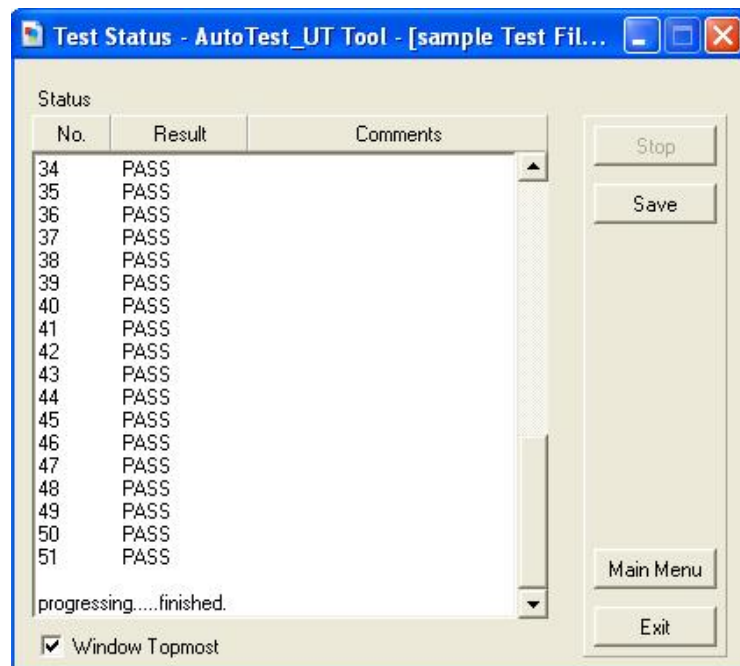 Test Status - AutoTest_UT Tool - [sample Test Fil...
Status
No. Result Comments
34 PASS
35 PASS
36 PASS
37 PASS
38 PASS
39 PASS
40 PASS
41 PASS
42 PASS
43 PASS
44 PASS
45 PASS
46 PASS
47 PASS
48 PASS
49 PASS
50 PASS
51 PASS
progressing.....finished.
Window Topmost
Stop
Save
Main Menu
Exit